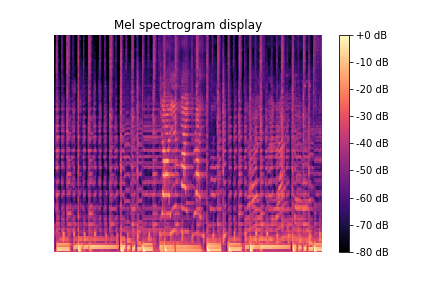 Mel spectrogram display
+0 dB
-10 dB
-20 dB
-30 dB
-40 dB
-50 dB
-60 dB
-70 dB
-80 dB